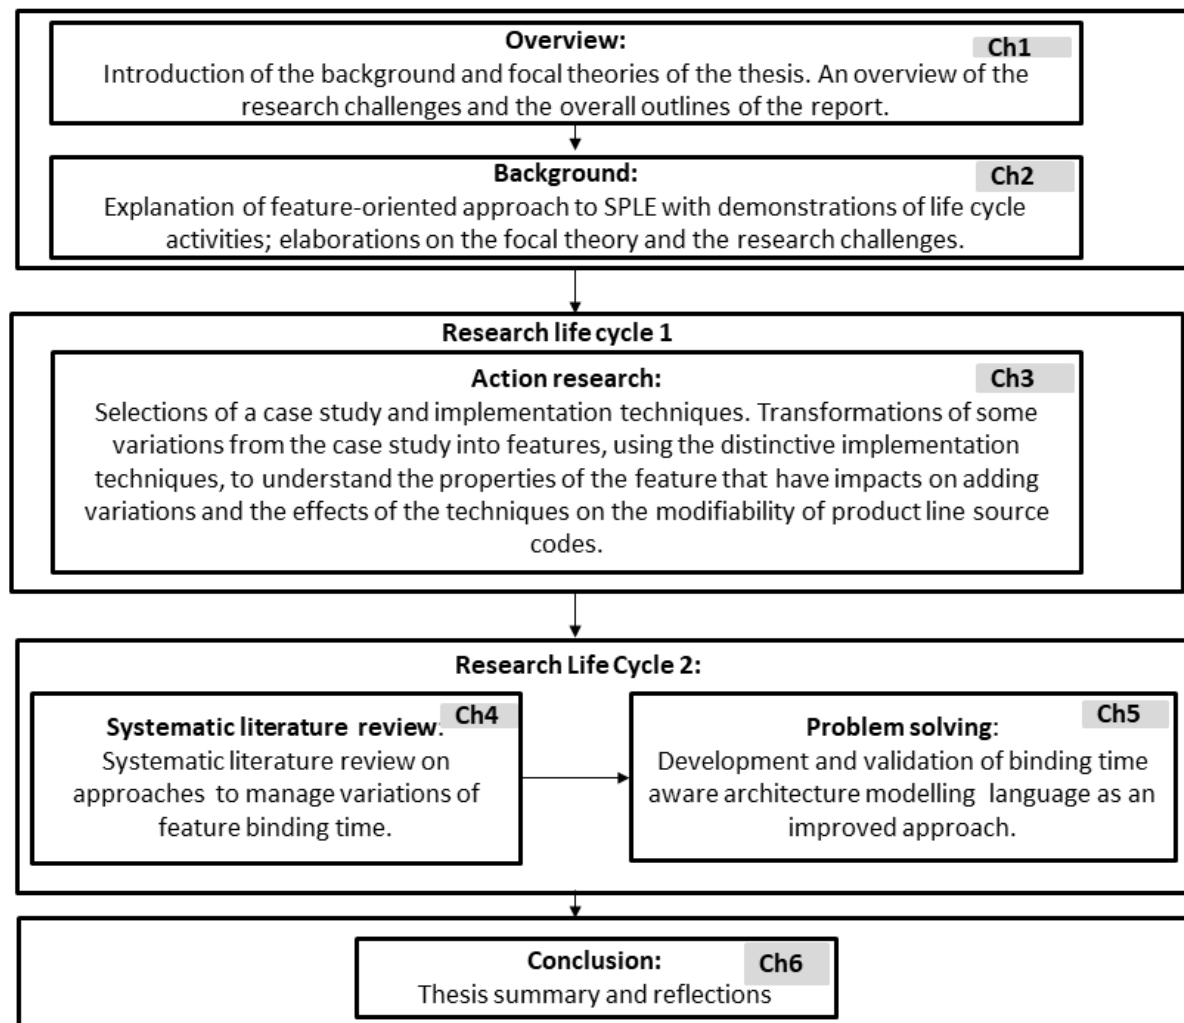 Overview:
Ch1
Introduction of the background and focal theories of the thesis. An overview of the
research challenges and the overall outlines of the report.
Background:
Ch2
Explanation of feature-oriented approach to SPLE with demonstrations of life cycle
activities; elaborations on the focal theory and the research challenges.
Research life cycle 1
Action research:
Ch3
Selections of a case study and implementation techniques. Transformations of some
variations from the case study into features, using the distinctive implementation
techniques, to understand the properties of the feature that have impacts on adding
variations and the effects of the techniques on the modifiability of product line source
codes.
Research Life Cycle 2:
Systematic literature review:
Ch4
Systematic literature review on
approaches to manage variations of
feature binding time.
Problem solving:
Ch5
Development and validation of binding time
aware architecture modelling language as an
improved approach.
Conclusion:
Ch6
Thesis summary and reflections